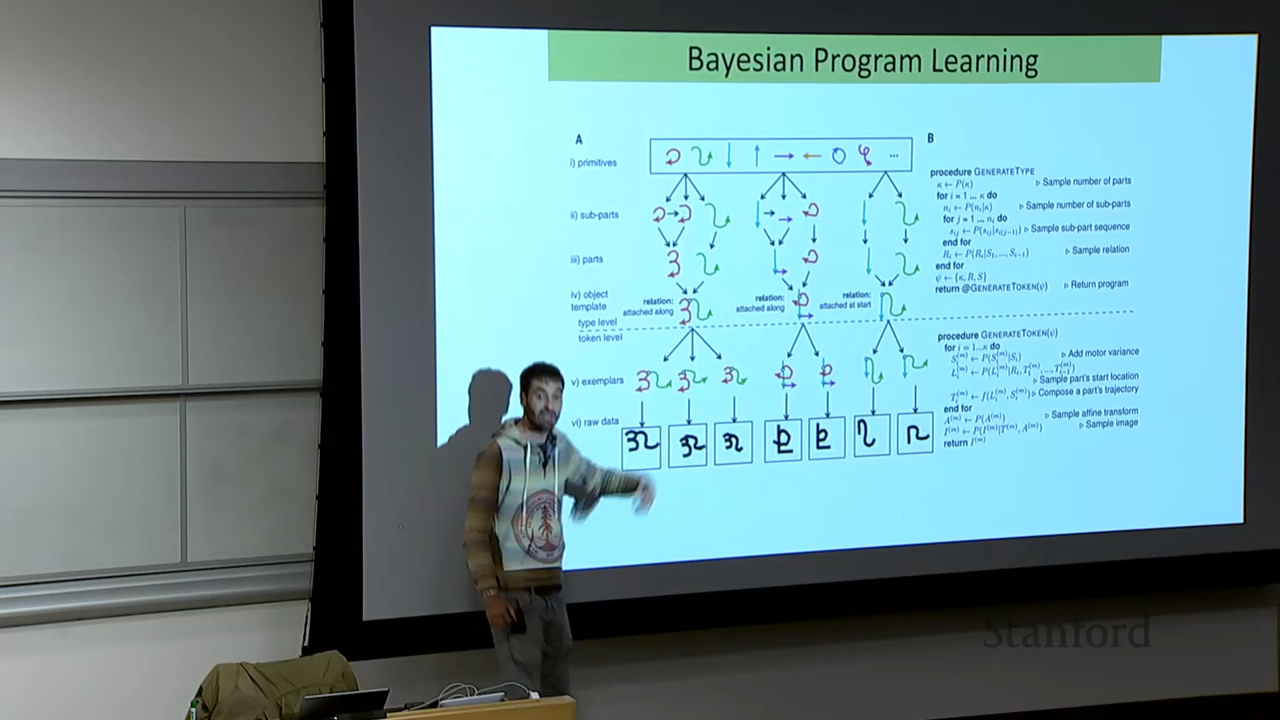 Bayesian Program Learning
A
i) primitives
...
ii) sub-parts
iii) parts
iv) object
template
relation:
attached along
relation:
attached along
relation:
attached at start
type level
token level
v) exemplars
vi) raw data
B
procedure GENERATETYPE
κ ← P(κ) ▹ Sample number of parts
for i = 1 ... κ do
n_i ← P(n_i|κ) ▹ Sample number of sub-parts
for j = 1 ... n_i do
s_ij ← P(s_ij|s_i(j−1)) ▹ Sample sub-part sequence
end for
R_i ← P(R_i|S_1, ..., S_i−1) ▹ Sample relation
end for
ψ ← {κ, R, S}
return @GENERATETOKEN(ψ) ▹ Return program
procedure GENERATETOKEN(ψ)
for i = 1...κ do
S_i^(m) ← P(S_i^(m)|S_i) ▹ Add motor variance
L_i^(m) ← P(L_i^(m)|R_i, T_1^(m), ..., T_i−1^(m))
▹ Sample part's start location
T_i^(m) ← f(L_i^(m), S_i^(m)) ▹ Compose a part's trajectory
end for
A^(m) ← P(A^(m)) ▹ Sample affine transform
I^(m) ← P(I^(m)|T^(m), A^(m)) ▹ Sample image
return I^(m)
Stanford